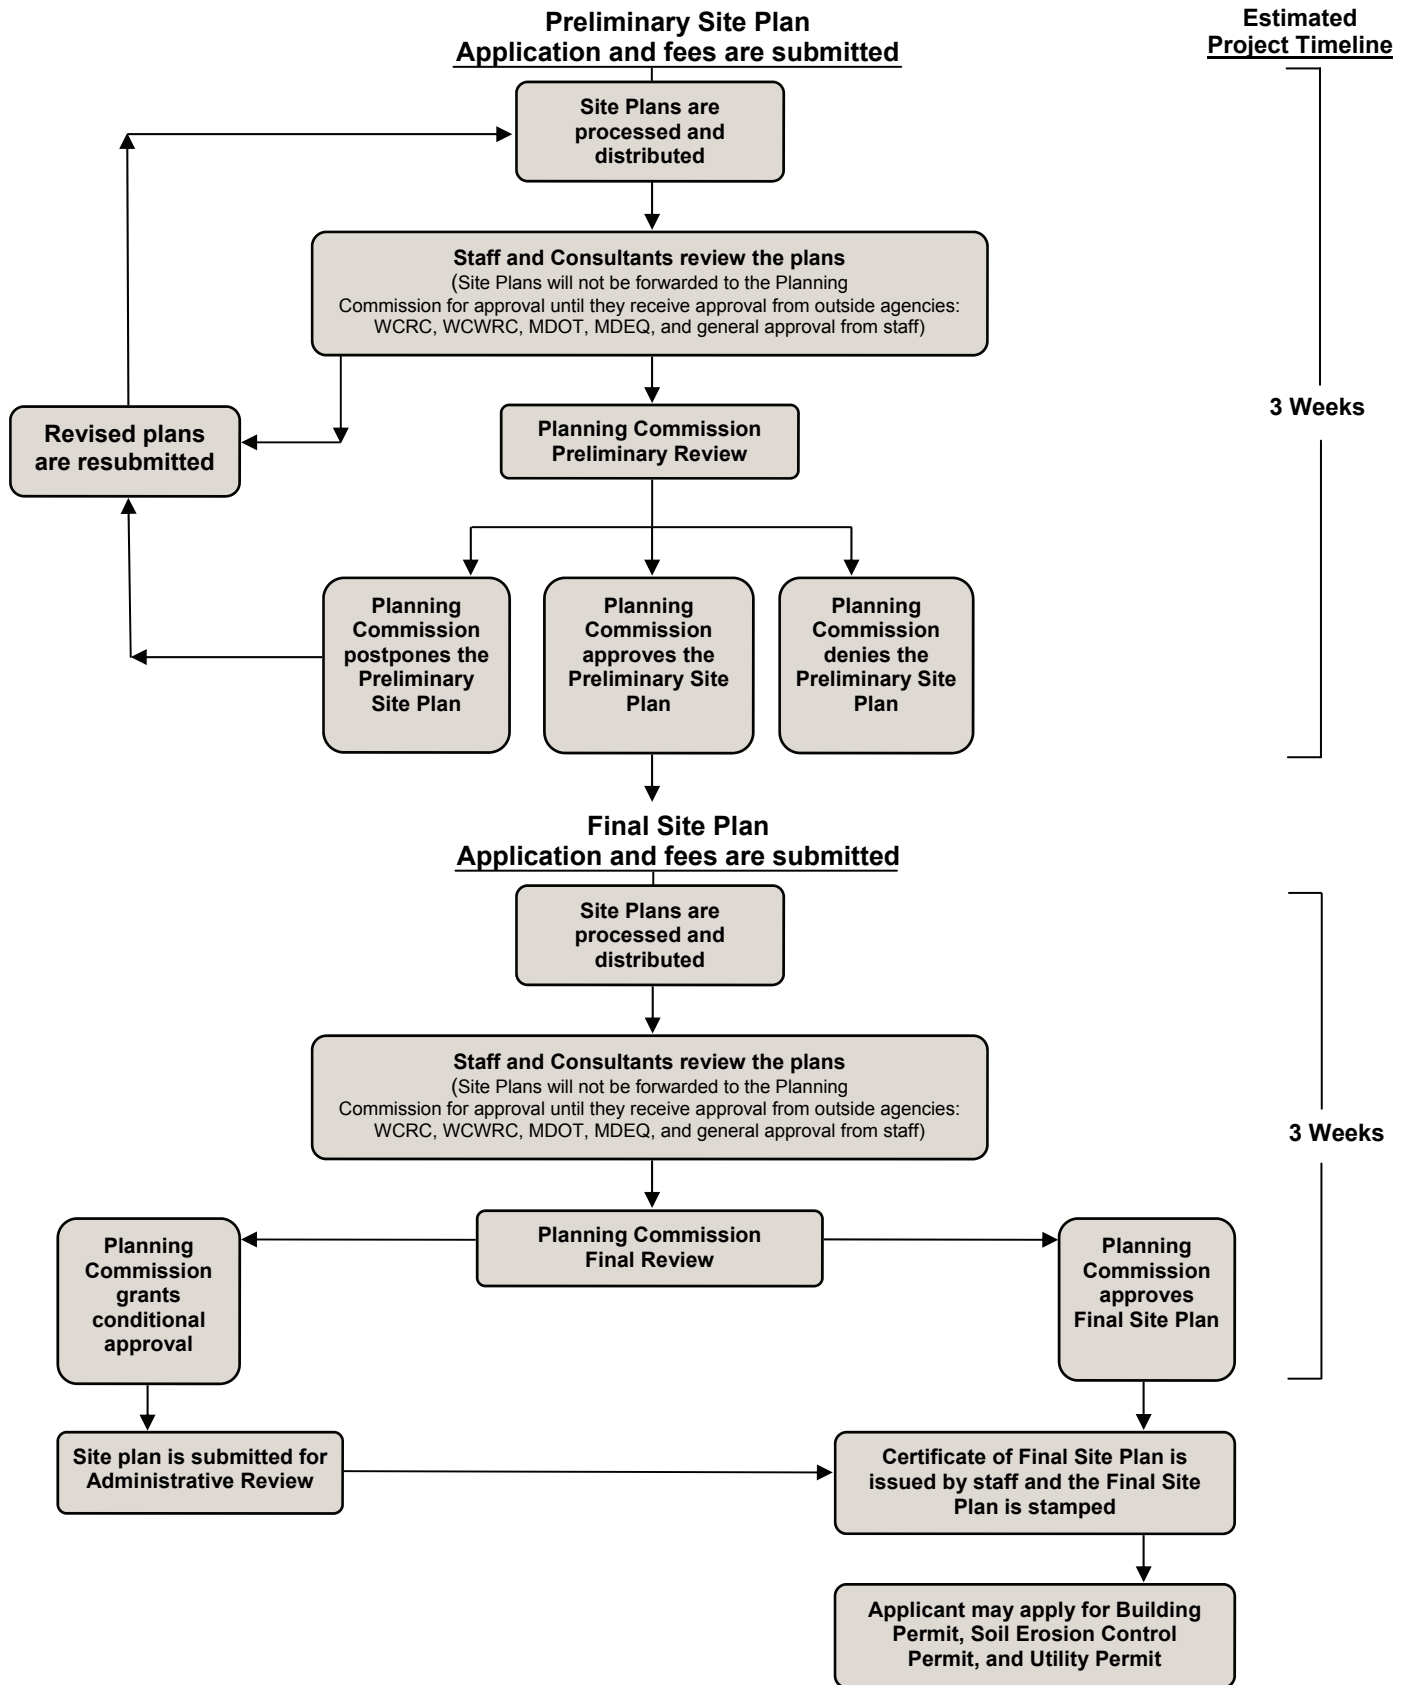 Preliminary Site Plan
Application and fees are submitted
Estimated
Project Timeline
Site Plans are
processed and
distributed
Staff and Consultants review the plans
(Site Plans will not be forwarded to the Planning
Commission for approval until they receive approval from outside agencies:
WCRC, WCWRC, MDOT, MDEQ, and general approval from staff)
3 Weeks
Revised plans
are resubmitted
Planning Commission
Preliminary Review
Planning
Commission
postpones the
Preliminary
Site Plan
Planning
Commission
approves the
Preliminary Site
Plan
Planning
Commission
denies the
Preliminary Site
Plan
Final Site Plan
Application and fees are submitted
Site Plans are
processed and
distributed
Staff and Consultants review the plans
(Site Plans will not be forwarded to the Planning
Commission for approval until they receive approval from outside agencies:
WCRC, WCWRC, MDOT, MDEQ, and general approval from staff)
3 Weeks
Planning
Commission
grants
conditional
approval
Planning Commission
Final Review
Planning
Commission
approves
Final Site Plan
Site plan is submitted for
Administrative Review
Certificate of Final Site Plan is
issued by staff and the Final Site
Plan is stamped
Applicant may apply for Building
Permit, Soil Erosion Control
Permit, and Utility Permit